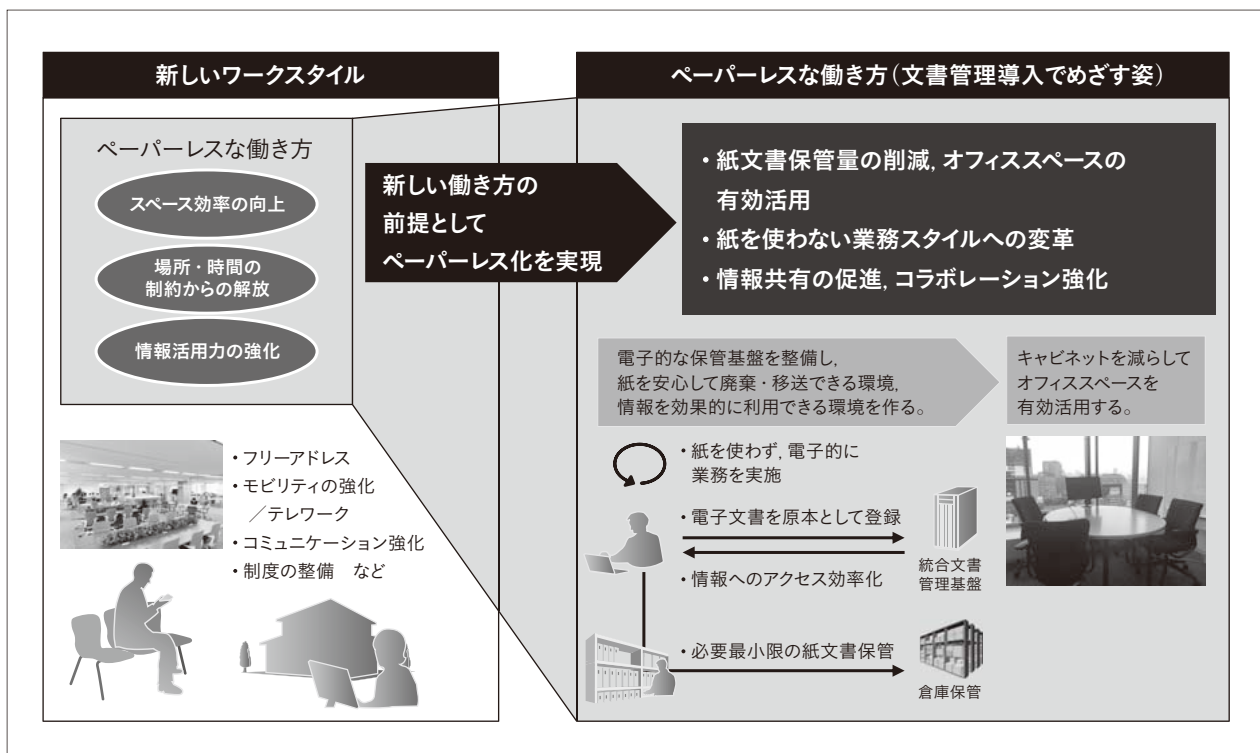 新しいワークスタイル
ペーパーレスな働き方
スペース効率の向上
場所・時間の
制約からの解放
情報活用力の強化
・フリーアドレス
・モビリティの強化
／テレワーク
・コミュニケーション強化
・制度の整備　など
新しい働き方の
前提として
ペーパーレス化を実現
ペーパーレスな働き方（文書管理導入でめざす姿）
・紙文書保管量の削減, オフィススペースの
有効活用
・紙を使わない業務スタイルへの変革
・情報共有の促進, コラボレーション強化
電子的な保管基盤を整備し,
紙を安心して廃棄・移送できる環境,
情報を効果的に利用できる環境を作る。
キャビネットを減らして
オフィススペースを
有効活用する。
・紙を使わず, 電子的に
業務を実施
・電子文書を原本として登録
・情報へのアクセス効率化
統合文書
管理基盤
・必要最小限の紙文書保管
倉庫保管